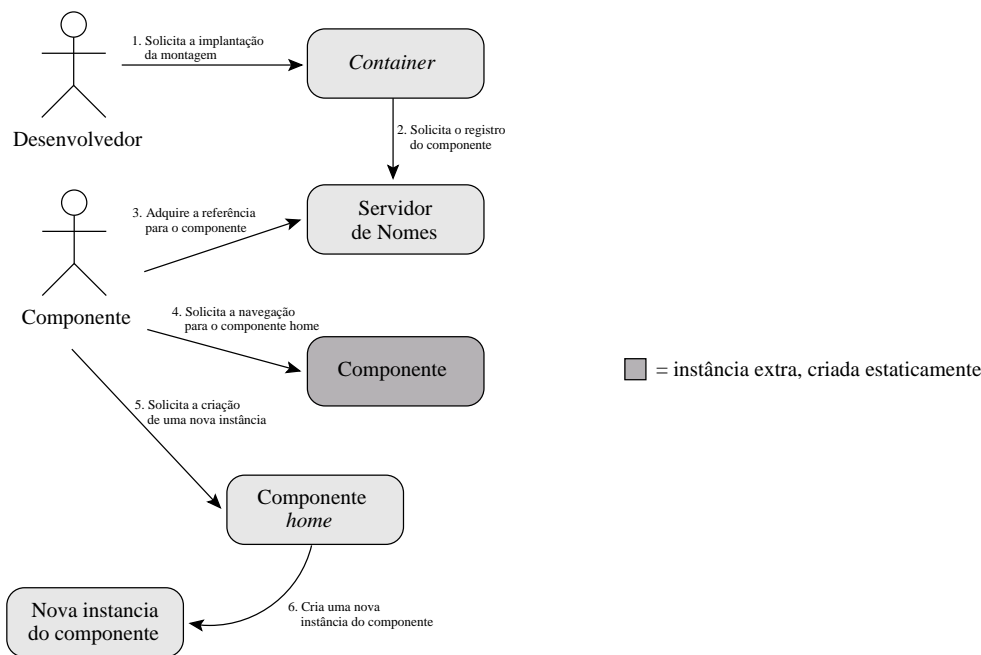 1. Solicita a implantação
da montagem
Container
Desenvolvedor
2. Solicita o registro
do componente
3. Adquire a referência
para o componente
Servidor
de Nomes
Componente
4. Solicita a navegação
para o componente home
Componente
= instância extra, criada estaticamente
5. Solicita a criação
de uma nova instância
Componente
home
Nova instancia
do componente
6. Cria uma nova
instância do componente